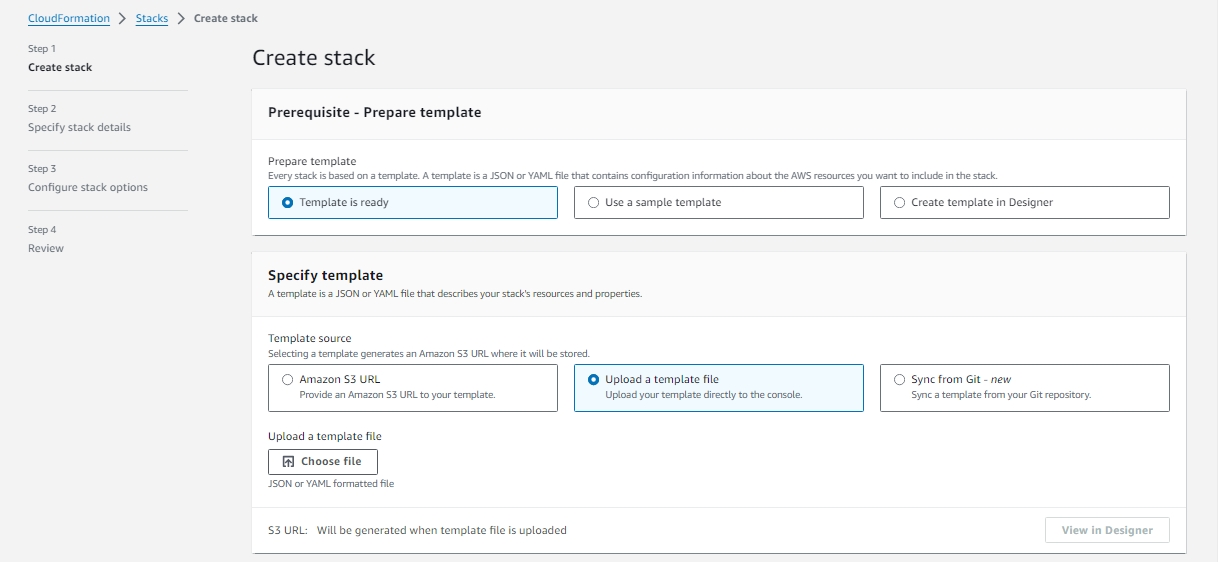 CloudFormation > Stacks > Create stack
Step 1
Create stack
Step 2
Specify stack details
Step 3
Configure stack options
Step 4
Review
Create stack
Prerequisite - Prepare template
Prepare template
Every stack is based on a template. A template is a JSON or YAML file that contains configuration information about the AWS resources you want to include in the stack.
Template is ready
Use a sample template
Create template in Designer
Specify template
A template is a JSON or YAML file that describes your stack's resources and properties.
Template source
Selecting a template generates an Amazon S3 URL where it will be stored.
Amazon S3 URL
Provide an Amazon S3 URL to your template.
Upload a template file
Upload your template directly to the console.
Sync from Git - new
Sync a template from your Git repository.
Upload a template file
Choose file
JSON or YAML formatted file
S3 URL: Will be generated when template file is uploaded
View in Designer